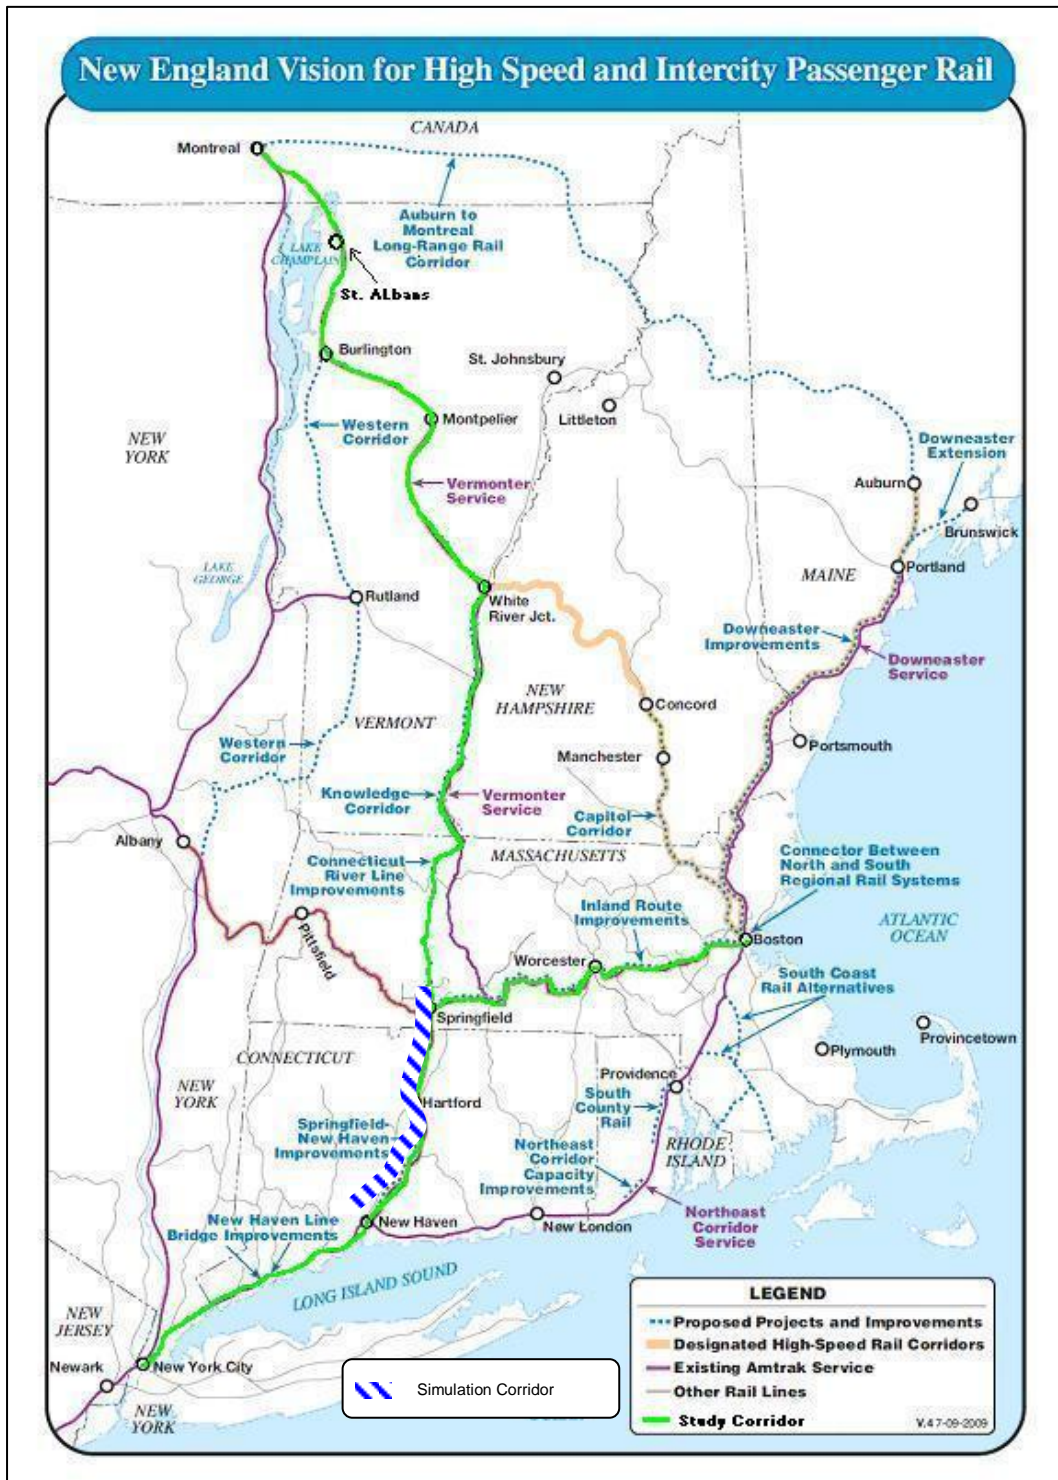 New England Vision for High Speed and Intercity Passenger Rail
CANADA
Montreal
Auburn to
Montreal
Long-Range Rail
Corridor
LAKE
CHAMPLAIN
St. Albans
Burlington
St. Johnsbury
Littleton
Montpelier
Western
Corridor
NEW
YORK
Downeaster
Extension
Vermonter
Service
Auburn
Brunswick
LAKE
GEORGE
Rutland
White
River Jct.
MAINE
Portland
Downeaster
Improvements
Downeaster
Service
NEW
HAMPSHIRE
Concord
VERMONT
Western
Corridor
Portsmouth
Manchester
Knowledge
Corridor
Vermonter
Service
Capitol
Corridor
Albany
Connecticut
River Line
Improvements
MASSACHUSETTS
Connector Between
North and South
Regional Rail Systems
Inland Route
Improvements
ATLANTIC
OCEAN
Pittsfield
Boston
Worcester
South Coast
Rail Alternatives
Springfield
Provincetown
CONNECTICUT
Plymouth
NEW
YORK
Providence
Hartford
South
County
Rail
Springfield-
New Haven
Improvements
Northeast
Corridor
Capacity
Improvements
RHODE
ISLAND
New Haven Line
Bridge Improvements
New Haven
New London
Northeast
Corridor
Service
LONG ISLAND SOUND
NEW
JERSEY
Newark
New York City
NEW
YORK
Simulation Corridor
LEGEND
Proposed Projects and Improvements
Designated High-Speed Rail Corridors
Existing Amtrak Service
Other Rail Lines
Study Corridor
V.4 7-09-2009